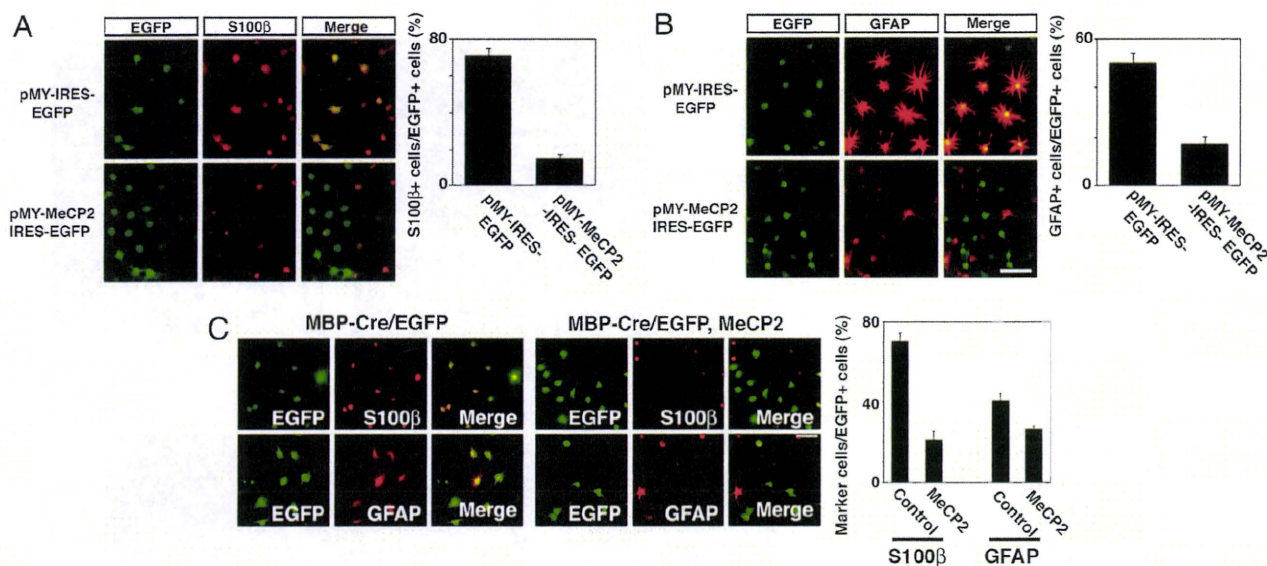 A
EGFP S100β Merge
pMY-IRES-
EGFP
pMY-MeCP2
IRES-EGFP
S100β+ cells/EGFP+ cells (%)
80
0
pMY-IRES-
EGFP
pMY-MeCP2
-IRES- EGFP
B
EGFP GFAP Merge
pMY-IRES-
EGFP
pMY-MeCP2
IRES-EGFP
GFAP+ cells/EGFP+ cells (%)
60
0
pMY-IRES-
EGFP
pMY-MeCP2
-IRES- EGFP
C
MBP-Cre/EGFP
MBP-Cre/EGFP, MeCP2
EGFP S100β Merge EGFP S100β Merge
EGFP GFAP Merge EGFP GFAP Merge
Marker cells/EGFP+ cells (%)
80
40
0
Control MeCP2 Control MeCP2
S100β GFAP